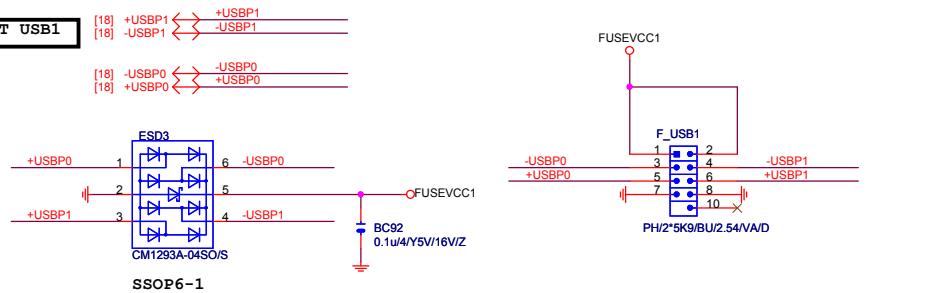 T USB1
[18] +USBP1 +USBP1
[18] -USBP1 -USBP1
[18] -USBP0 -USBP0
[18] +USBP0 +USBP0
ESD3
+USBP0 1 6 -USBP0
2 5 FUSEVCC1
+USBP1 3 4 -USBP1
CM1293A-04SO/S
SSOP6-1
BC92
0.1u/4/Y5V/16V/Z
FUSEVCC1
F_USB1
1 2
-USBP0 3 4 -USBP1
+USBP0 5 6 +USBP1
7 8
10
PH/2*5K9/BU/2.54/VA/D